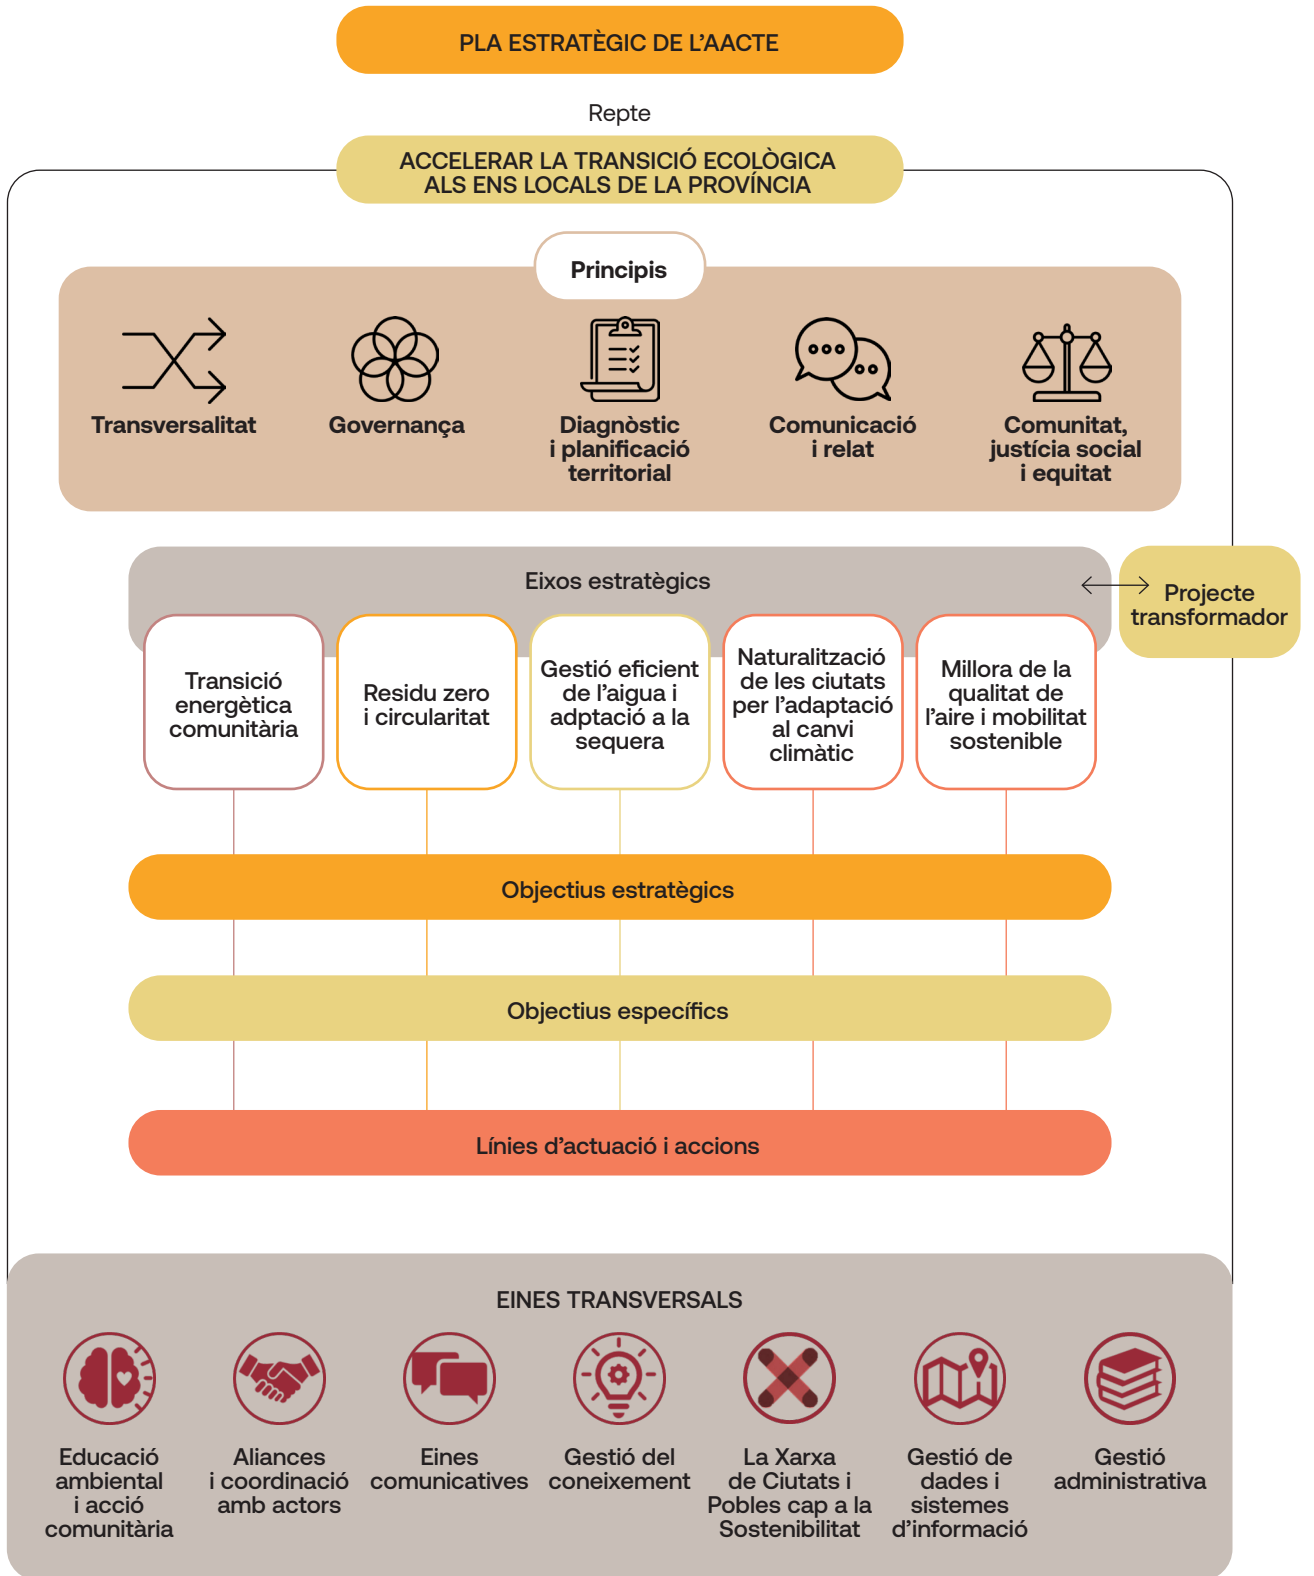 PLA ESTRATÈGIC DE L’AACTE
Repte
ACCELERAR LA TRANSICIÓ ECOLÒGICA
ALS ENS LOCALS DE LA PROVÍNCIA
Principis
Transversalitat
Governança
Diagnòstic
i planificació
territorial
Comunicació
i relat
Comunitat,
justícia social
i equitat
Eixos estratègics
Projecte
transformador
Transició
energètica
comunitària
Residu zero
i circularitat
Gestió eficient
de l’aigua i
adptació a la
sequera
Naturalització
de les ciutats
per l’adaptació
al canvi
climàtic
Millora de la
qualitat de
l’aire i mobilitat
sostenible
Objectius estratègics
Objectius específics
Línies d’actuació i accions
EINES TRANSVERSALS
Educació
ambiental
i acció
comunitària
Aliances
i coordinació
amb actors
Eines
comunicatives
Gestió del
coneixement
La Xarxa
de Ciutats i
Pobles cap a la
Sostenibilitat
Gestió de
dades i
sistemes
d’informació
Gestió
administrativa